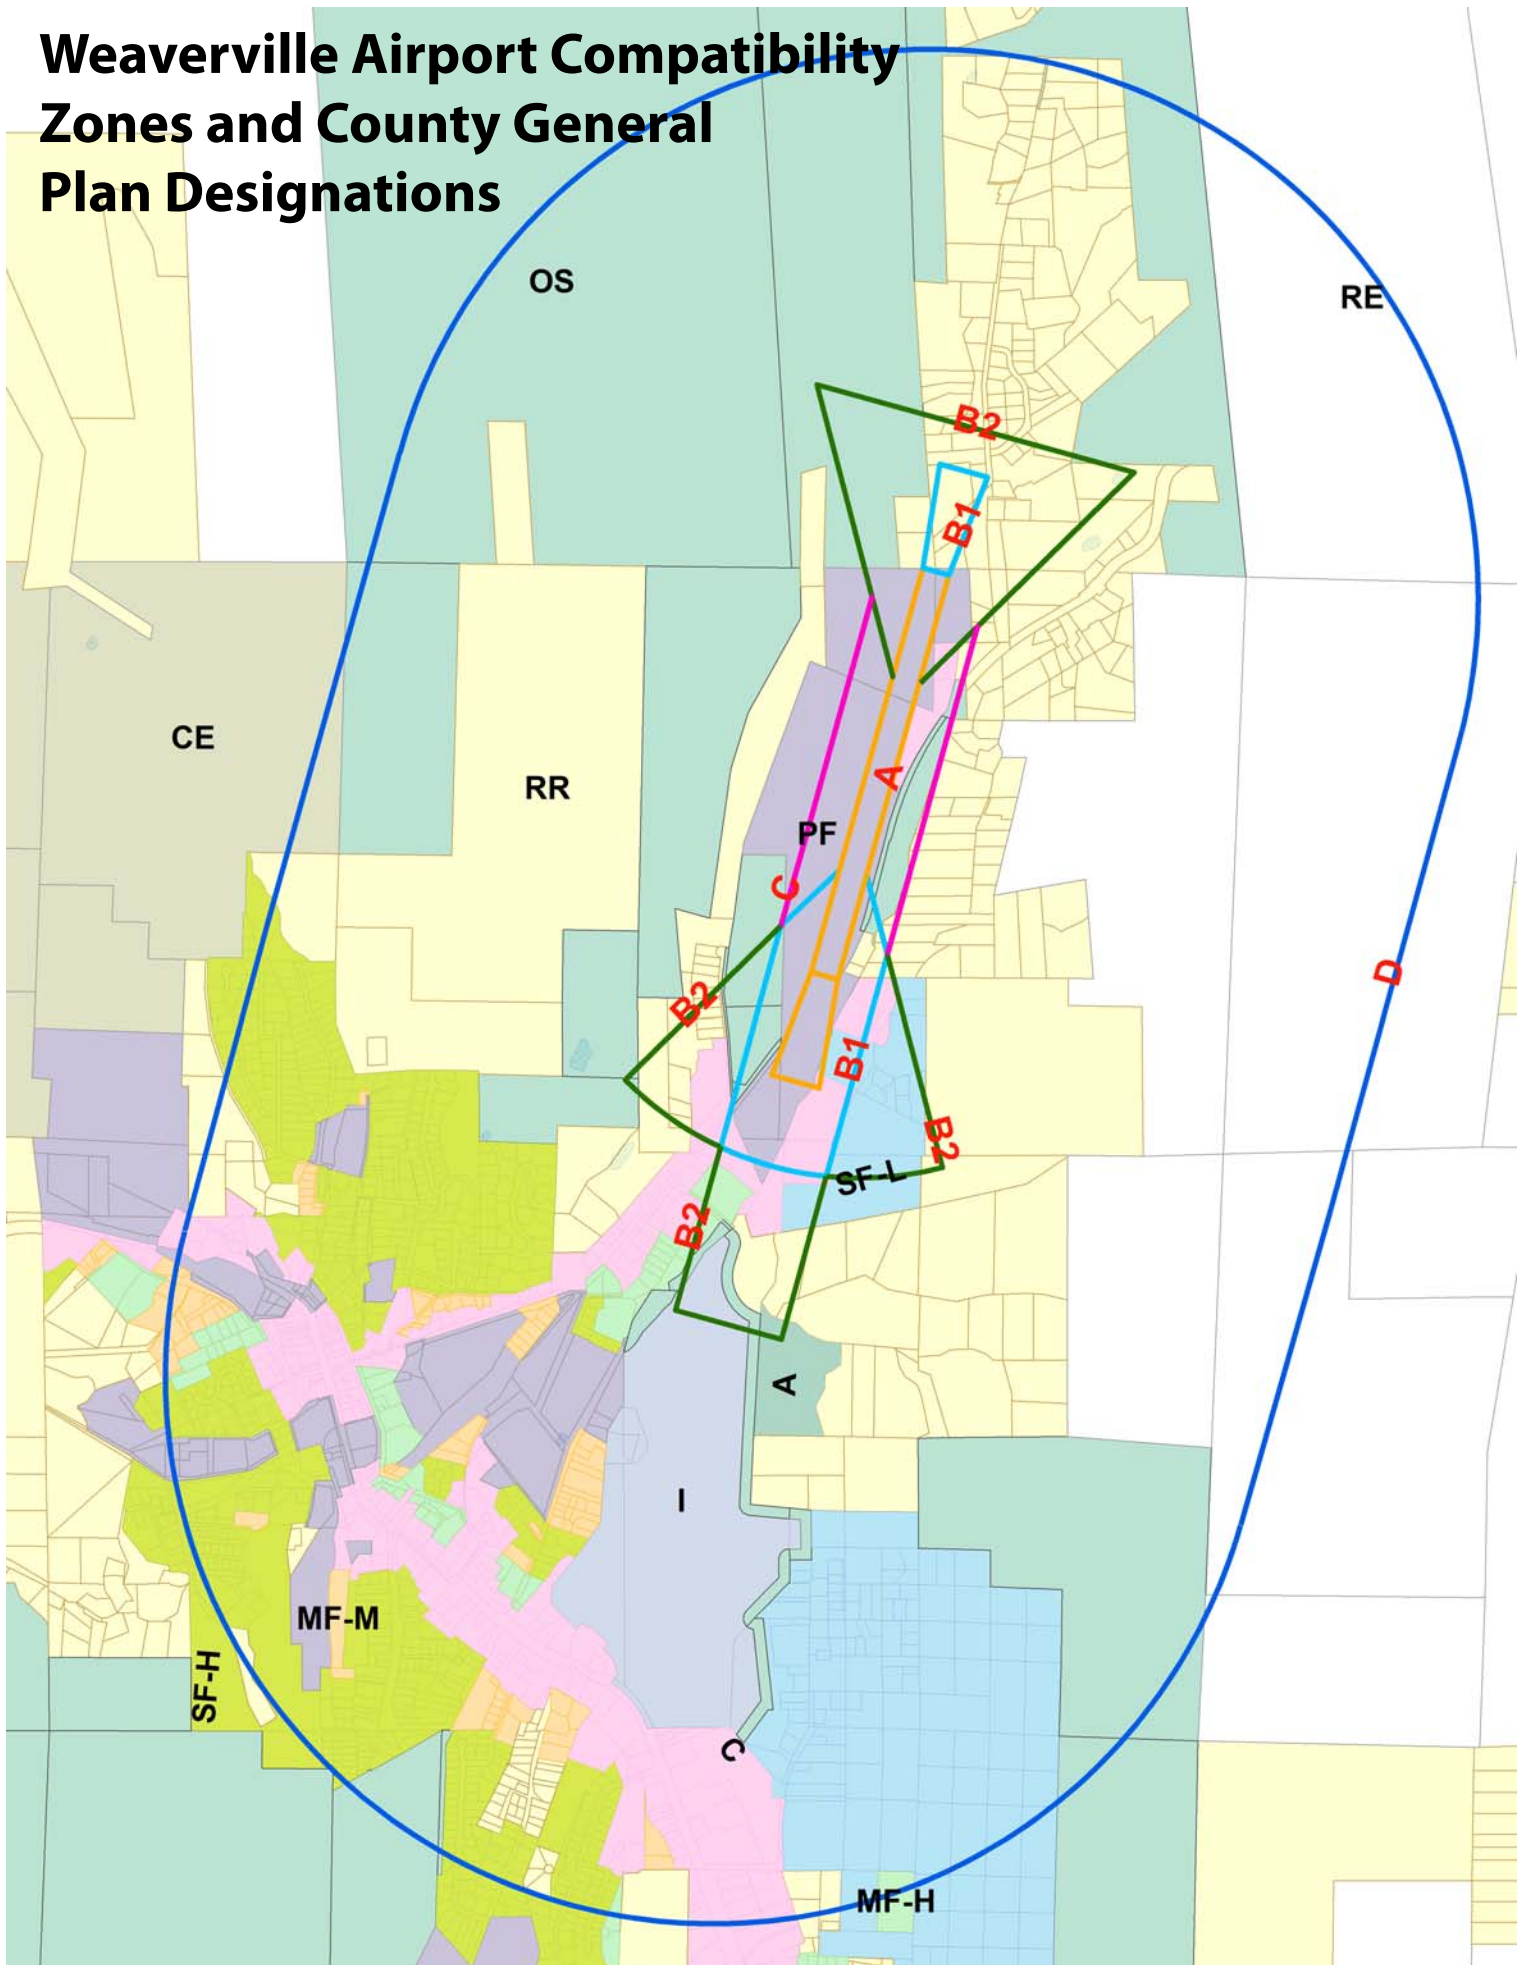 Weaverville Airport Compatibility
Zones and County General
Plan Designations
OS
RE
B2
B1
CE
A
RR
PF
C
D
B2
B1
B2
SF-L
B2
A
I
MF-M
SF-H
C
MF-H